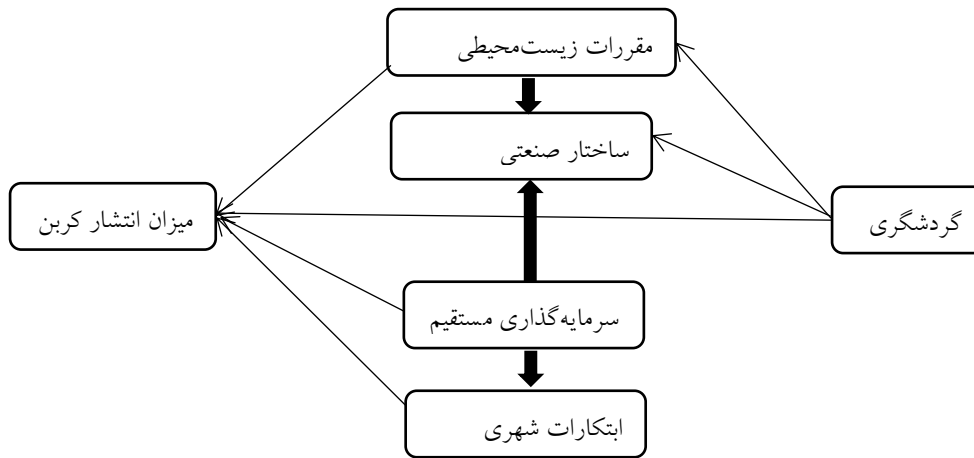 مقررات زیست‌محیطی
ساختار صنعتی
گردشگری
میزان انتشار کربن
سرمایه‌گذاری مستقیم
ابتکارات شهری